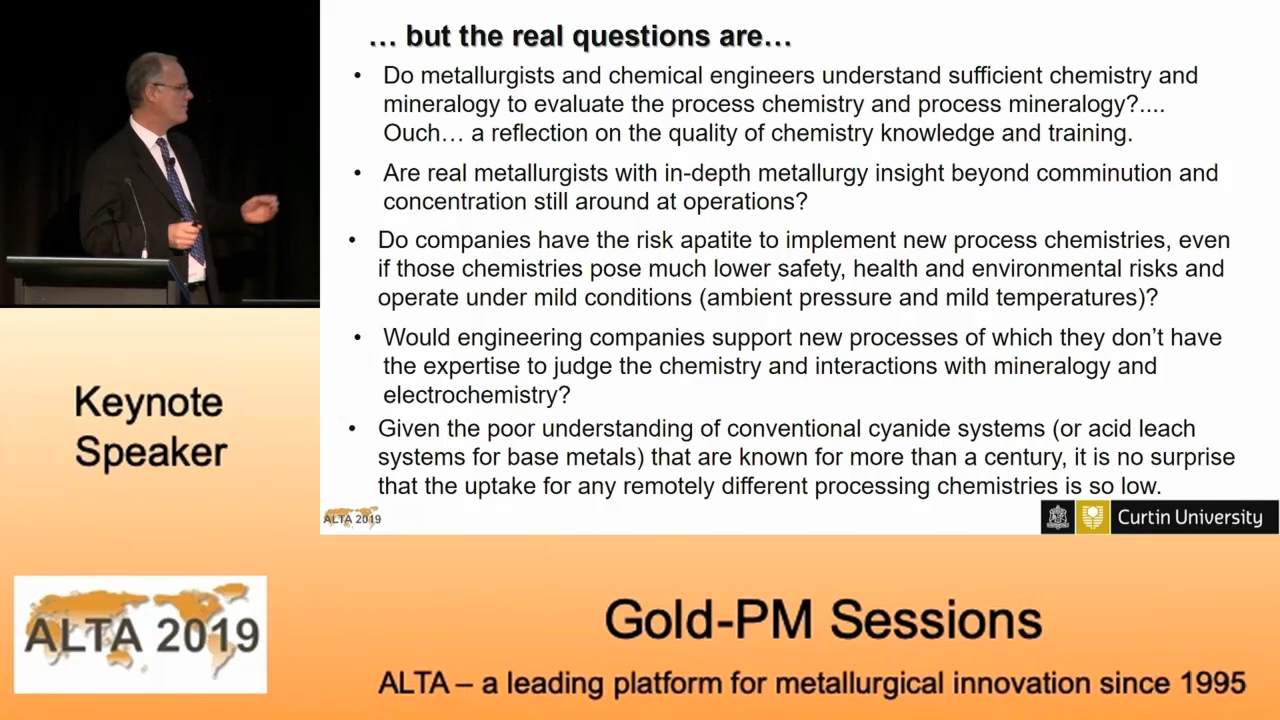 … but the real questions are…
• Do metallurgists and chemical engineers understand sufficient chemistry and
mineralogy to evaluate the process chemistry and process mineralogy?....
Ouch… a reflection on the quality of chemistry knowledge and training.
• Are real metallurgists with in-depth metallurgy insight beyond comminution and
concentration still around at operations?
• Do companies have the risk apatite to implement new process chemistries, even
if those chemistries pose much lower safety, health and environmental risks and
operate under mild conditions (ambient pressure and mild temperatures)?
• Would engineering companies support new processes of which they don’t have
the expertise to judge the chemistry and interactions with mineralogy and
electrochemistry?
• Given the poor understanding of conventional cyanide systems (or acid leach
systems for base metals) that are known for more than a century, it is no surprise
that the uptake for any remotely different processing chemistries is so low.
ALTA 2019
Curtin University
Keynote
Speaker
ALTA 2019
Gold-PM Sessions
ALTA – a leading platform for metallurgical innovation since 1995